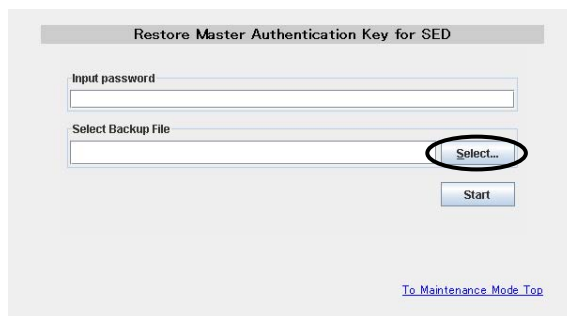 Restore Master Authentication Key for SED
Input password
Select Backup File
Select...
Start
To Maintenance Mode Top